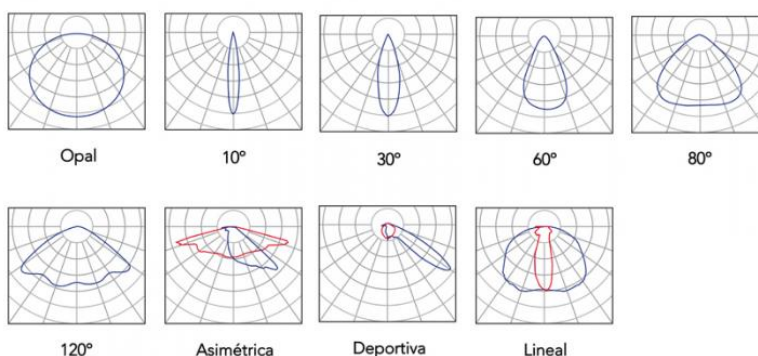 Opal
10º
30º
60º
80º
120º
Asimétrica
Deportiva
Lineal